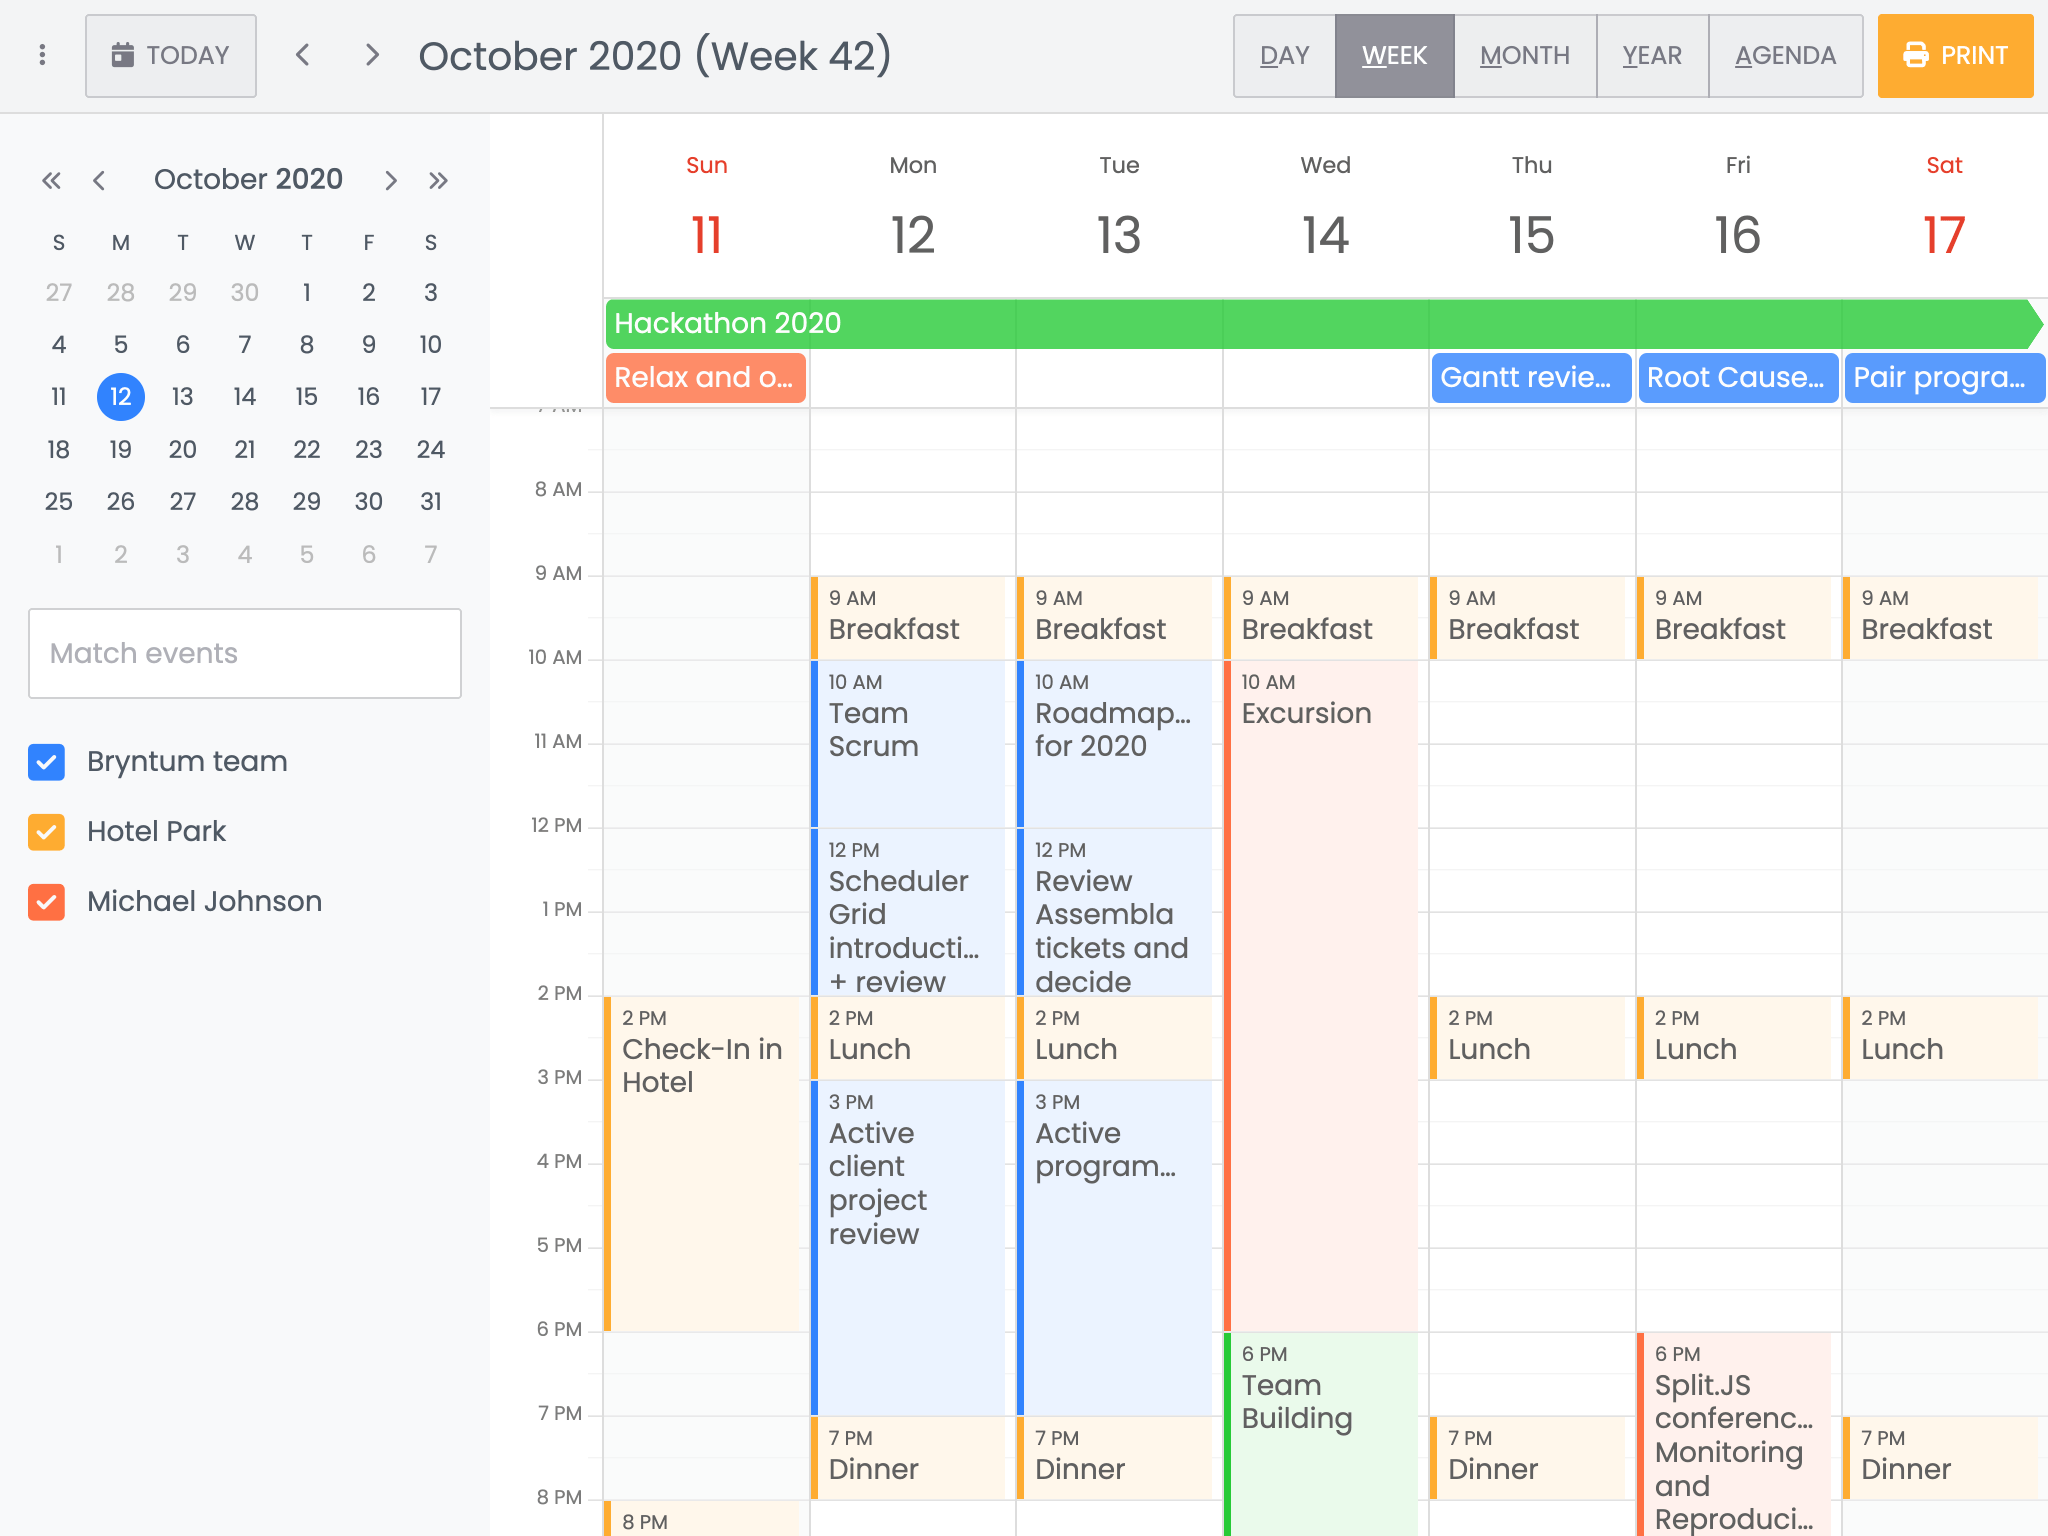 TODAY
October 2020 (Week 42)
DAY
WEEK
MONTH
YEAR
AGENDA
PRINT
October 2020
S M T W T F S
27 28 29 30 1 2 3
4 5 6 7 8 9 10
11 12 13 14 15 16 17
18 19 20 21 22 23 24
25 26 27 28 29 30 31
1 2 3 4 5 6 7
Match events
Bryntum team
Hotel Park
Michael Johnson
Sun Mon Tue Wed Thu Fri Sat
11 12 13 14 15 16 17
Hackathon 2020
Relax and o...
Gantt revie...
Root Cause...
Pair progra...
7 AM
8 AM
9 AM
10 AM
11 AM
12 PM
1 PM
2 PM
3 PM
4 PM
5 PM
6 PM
7 PM
8 PM
2 PM
Check-In in
Hotel
8 PM
9 AM
Breakfast
10 AM
Team
Scrum
12 PM
Scheduler
Grid
introducti...
+ review
2 PM
Lunch
3 PM
Active
client
project
review
7 PM
Dinner
9 AM
Breakfast
10 AM
Roadmap...
for 2020
12 PM
Review
Assembla
tickets and
decide
2 PM
Lunch
3 PM
Active
program...
7 PM
Dinner
9 AM
Breakfast
10 AM
Excursion
6 PM
Team
Building
9 AM
Breakfast
2 PM
Lunch
7 PM
Dinner
9 AM
Breakfast
2 PM
Lunch
6 PM
Split.JS
conferenc...
Monitoring
and
Reproduci...
9 AM
Breakfast
2 PM
Lunch
7 PM
Dinner